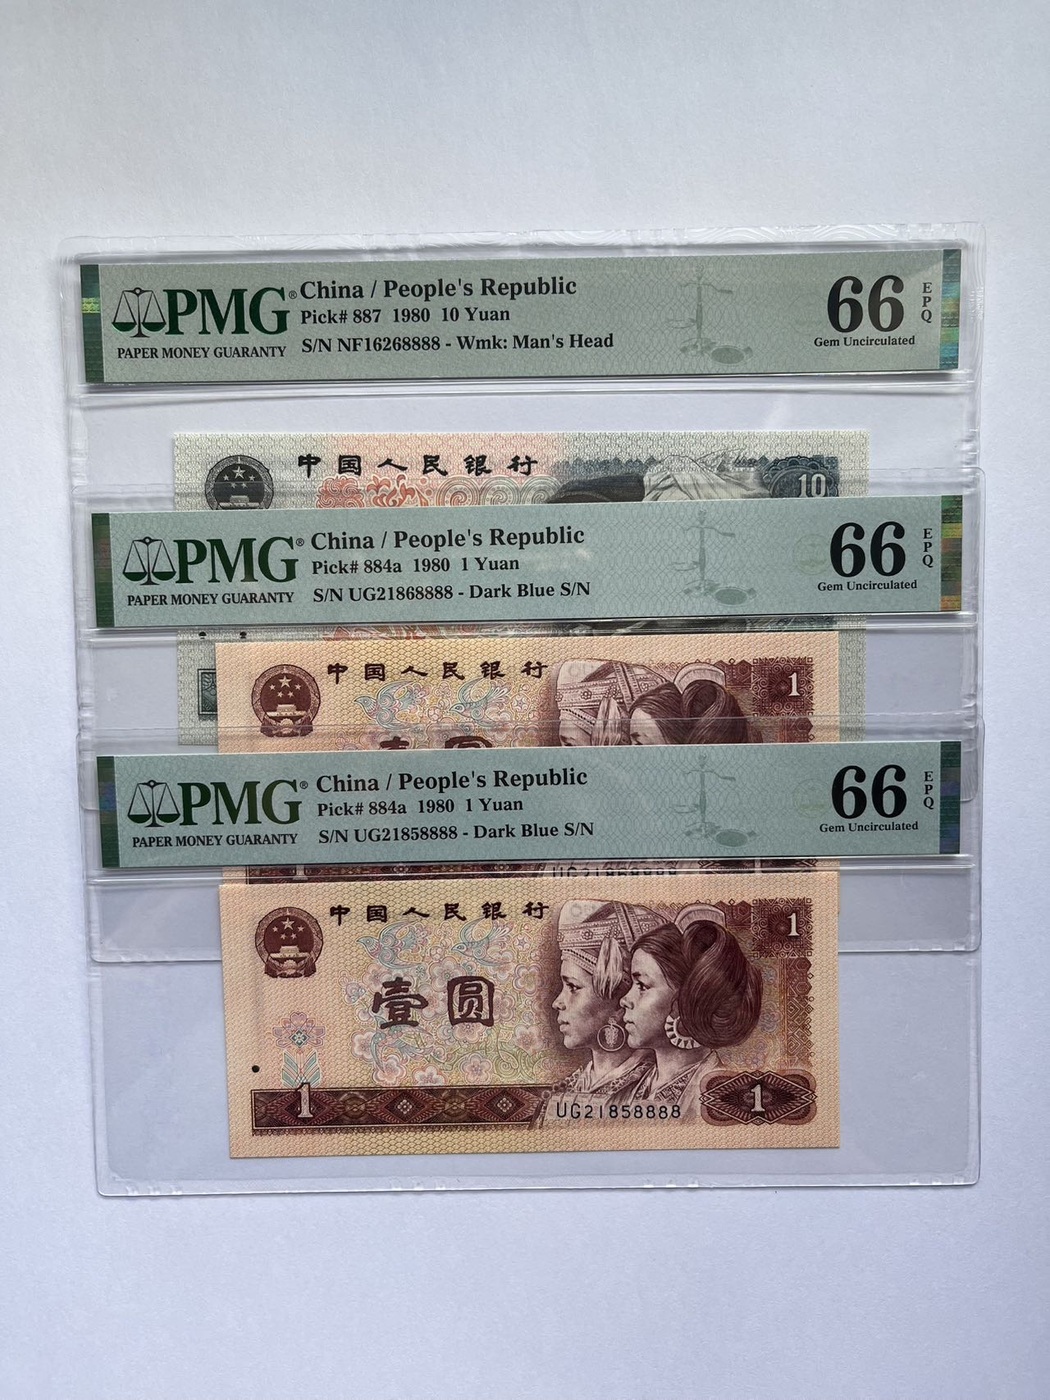 PMG®
PAPER MONEY GUARANTY
China / People's Republic
Pick# 887 1980 10 Yuan
S/N NF16268888 - Wmk: Man's Head
66
EPQ
Gem Uncirculated
中国人民银行
10
PMG®
PAPER MONEY GUARANTY
China / People's Republic
Pick# 884a 1980 1 Yuan
S/N UG21868888 - Dark Blue S/N
66
EPQ
Gem Uncirculated
中国人民银行
1
PMG®
PAPER MONEY GUARANTY
China / People's Republic
Pick# 884a 1980 1 Yuan
S/N UG21858888 - Dark Blue S/N
66
EPQ
Gem Uncirculated
UG21868888
中国人民银行
1
壹圆
1
UG21858888
1